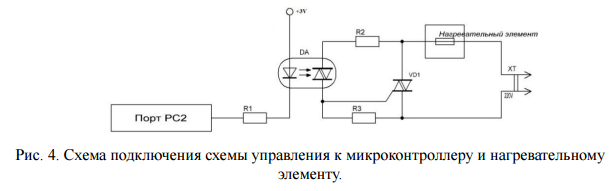 +3V
R2
Нагревательный элемент
DA
XT
VD1
220V
R1
R3
Порт PC2
Рис. 4. Схема подключения схемы управления к микроконтроллеру и нагревательному
элементу.